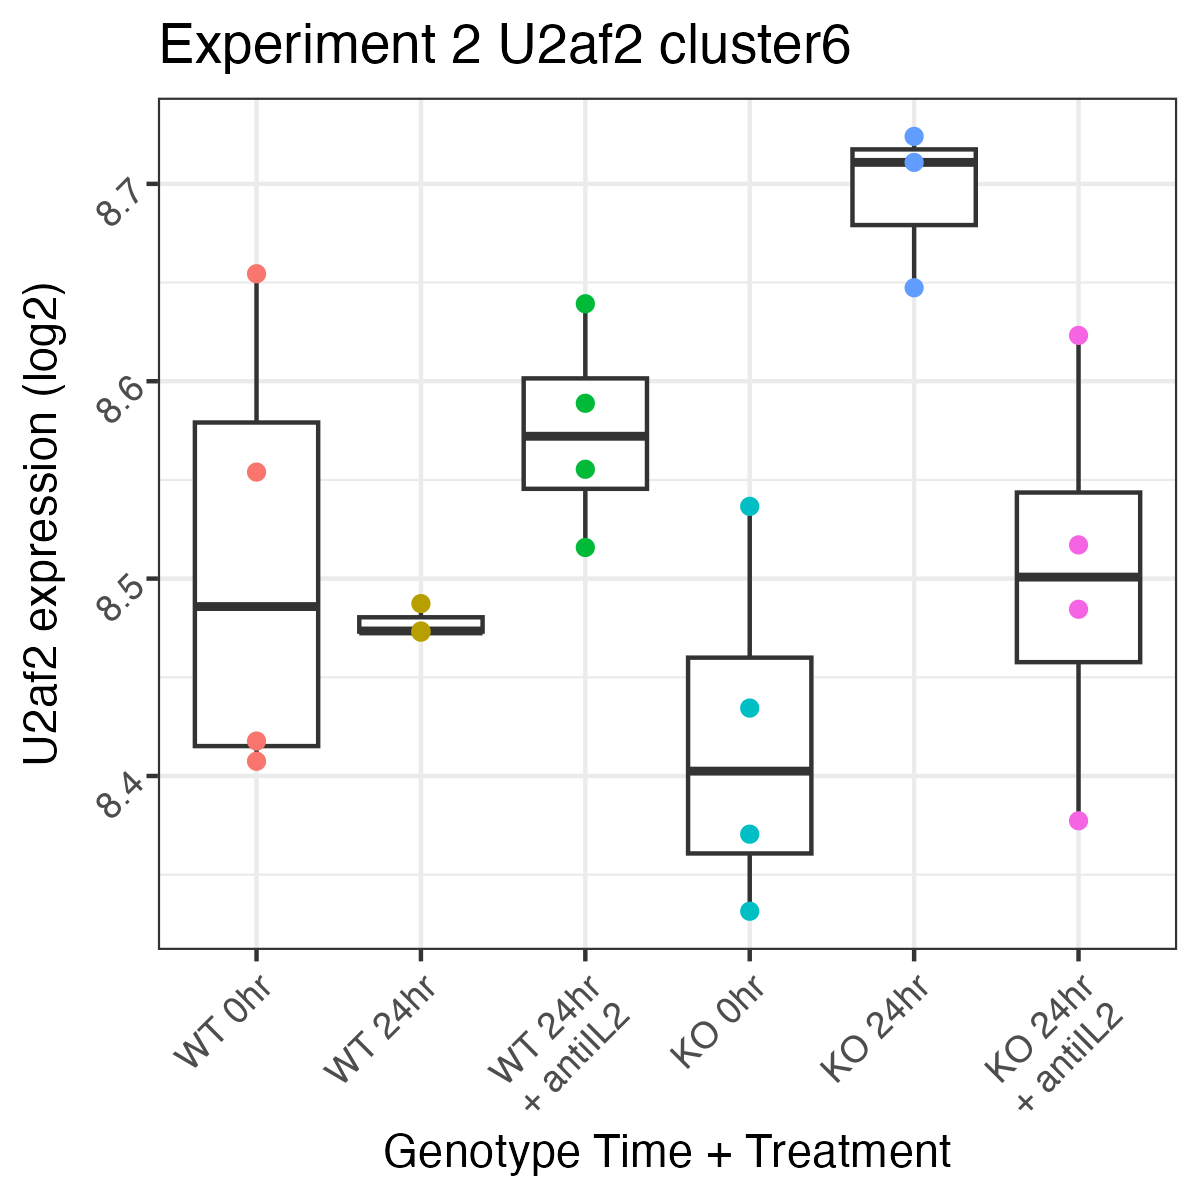 Experiment 2 U2af2 cluster6
U2af2 expression (log2)
8.7
8.6
8.5
8.4
WT 0hr
WT 24hr
WT 24hr
+ antiIL2
KO 0hr
KO 24hr
KO 24hr
+ antiIL2
Genotype Time + Treatment